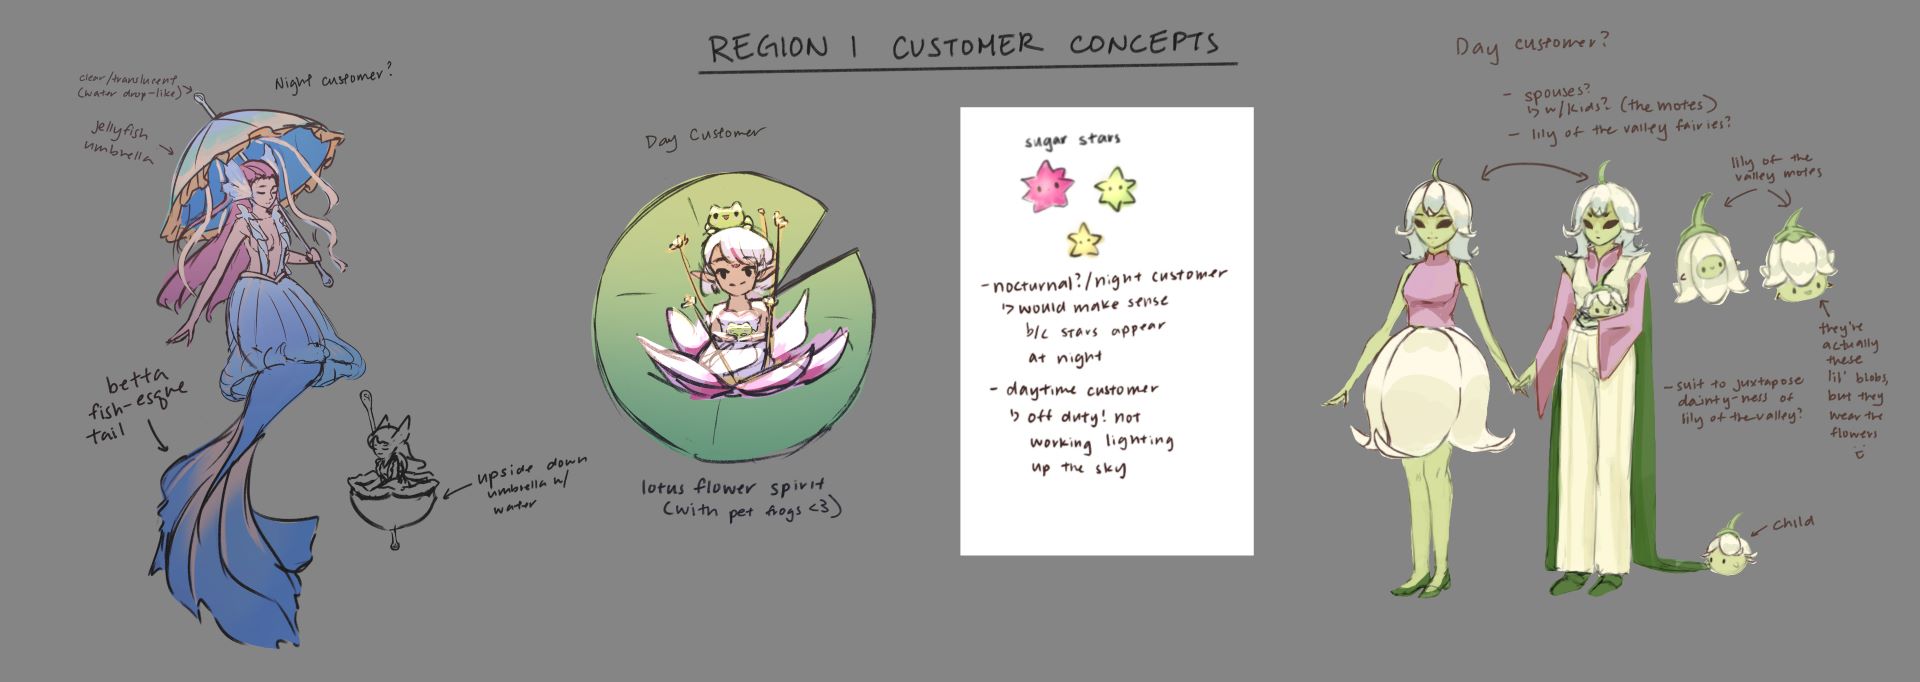 REGION 1 CUSTOMER CONCEPTS
clear/translucent
(water drop-like)
Night customer?
jellyfish
umbrella
betta
fish-esque
tail
upside down
umbrella w/
water
Day Customer
lotus flower spirit
(with pet frogs <3)
sugar stars
- nocturnal?/night customer
↳ would make sense
b/c stars appear
at night
- daytime customer
↳ off duty! not
working lighting
up the sky
Day customer?
- spouses?
↳ w/kids? (the motes)
- lily of the valley fairies?
lily of the
valley motes
they're
actually
these
lil' blobs,
but they
wear the
flowers
- suit to juxtapose
dainty-ness of
lily of the valley?
child